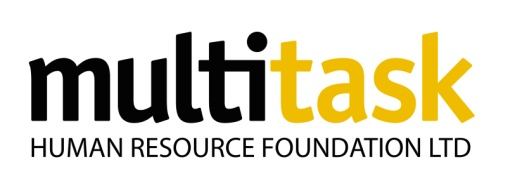 multitask
HUMAN RESOURCE FOUNDATION LTD